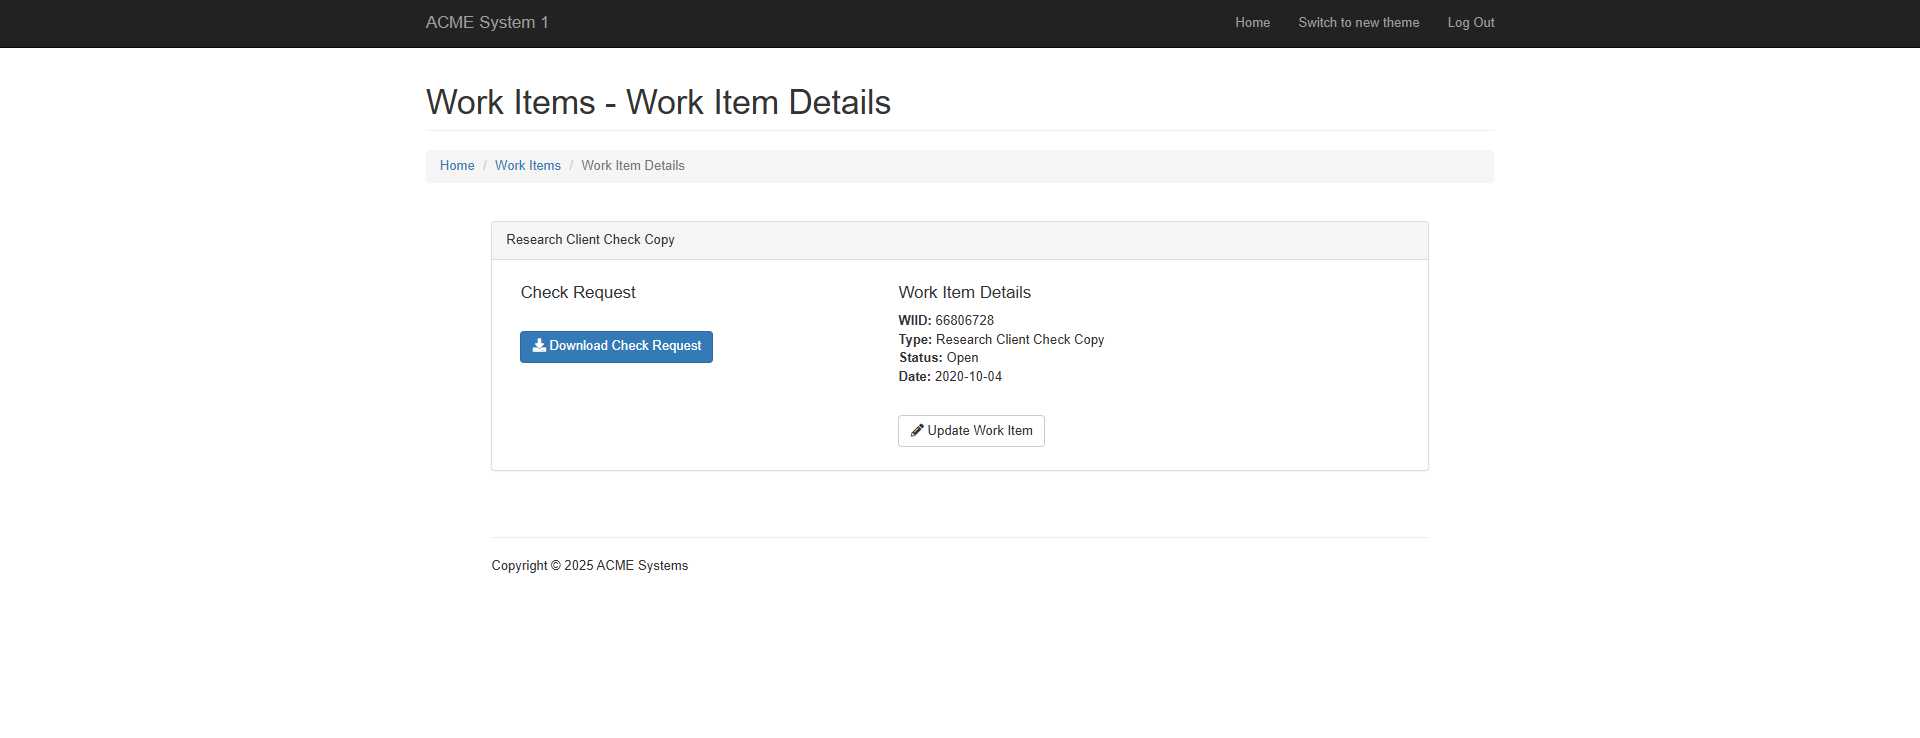 ACME System 1 Home Switch to new theme Log Out
Work Items - Work Item Details
Home / Work Items / Work Item Details
Research Client Check Copy
Check Request
Download Check Request
Work Item Details
WIID: 66806728
Type: Research Client Check Copy
Status: Open
Date: 2020-10-04
Update Work Item
Copyright © 2025 ACME Systems